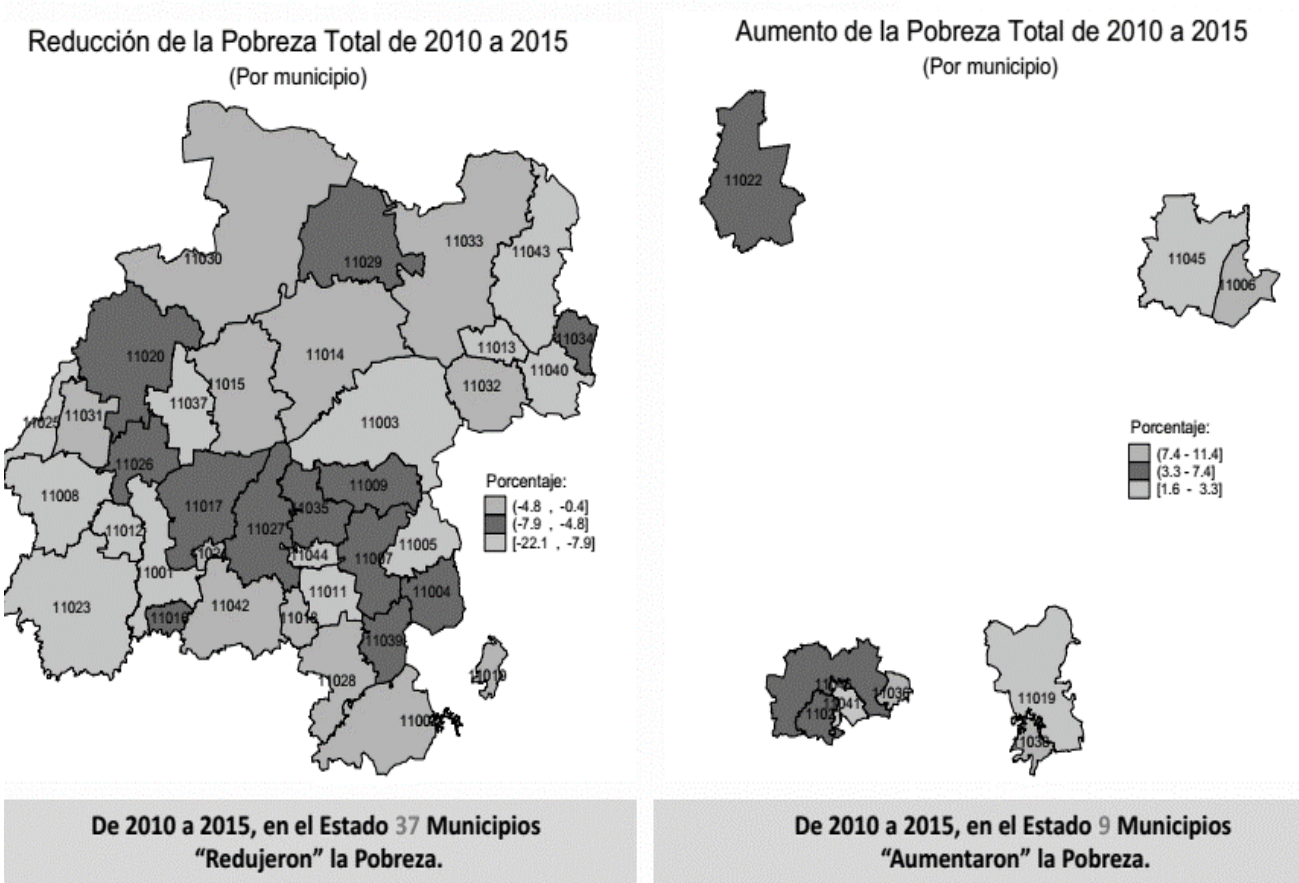 Reducción de la Pobreza Total de 2010 a 2015
(Por municipio)
11030
11029
11033
11043
11020
11014
11013
11034
11015
11032
11040
11037
11025
11031
11003
11026
11008
11017
11009
11035
11027
11012
11044
11007
11005
11001
11023
11042
11011
11004
11016
11018
11039
11028
Porcentaje:
(-4.8 , -0.4]
(-7.9 , -4.8]
[-22.1 , -7.9]
De 2010 a 2015, en el Estado 37 Municipios
“Redujeron” la Pobreza.
Aumento de la Pobreza Total de 2010 a 2015
(Por municipio)
11022
11045
11006
Porcentaje:
(7.4 - 11.4]
(3.3 - 7.4]
[1.6 - 3.3]
11036
11041
11019
11038
De 2010 a 2015, en el Estado 9 Municipios
“Aumentaron” la Pobreza.